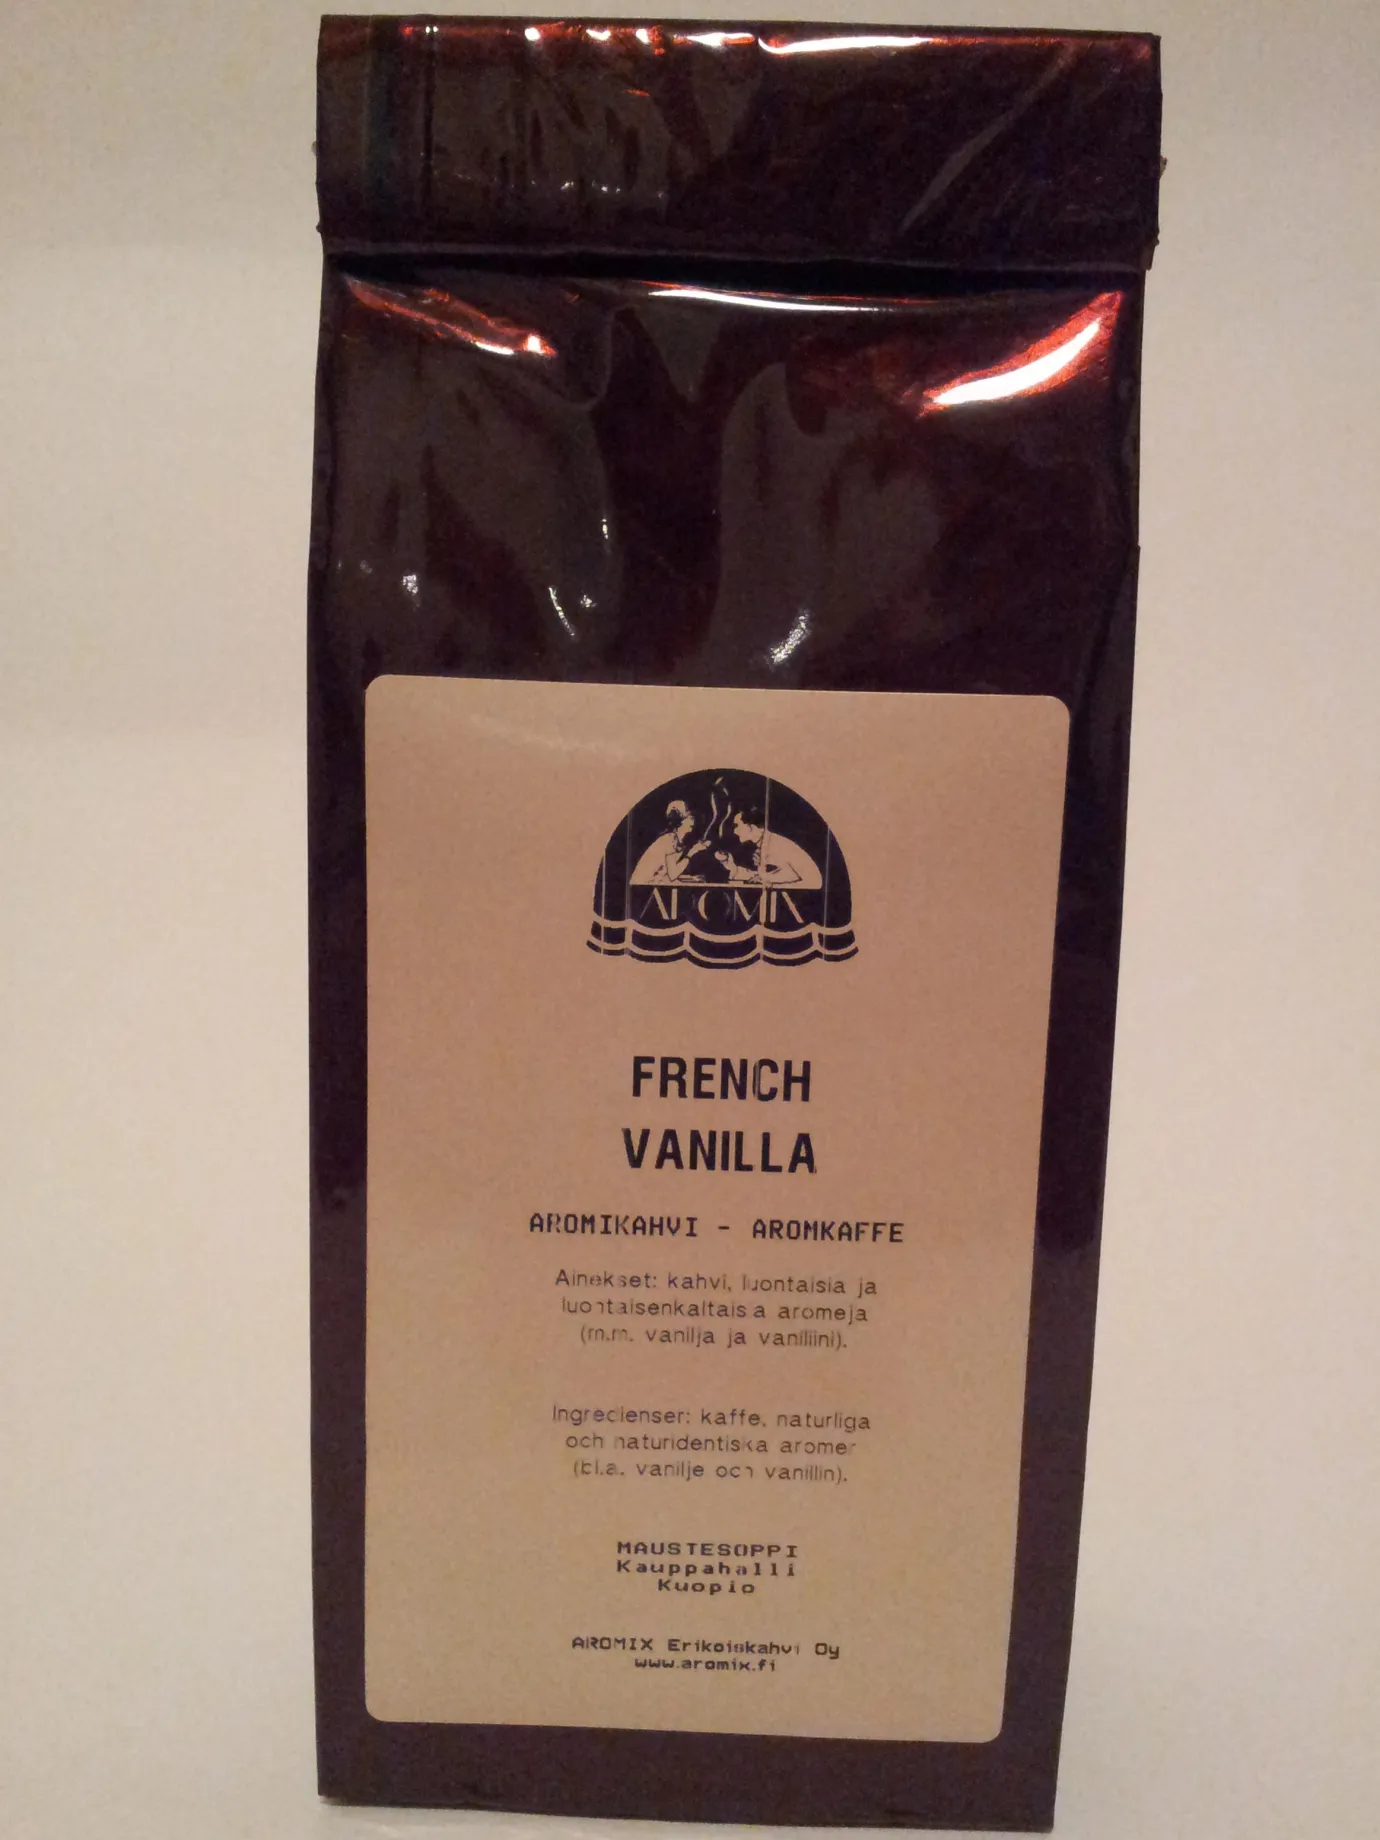 AROMIX
FRENCH
VANILLA
AROMIKAHVI - AROMKAFFE
Ainekset: kahvi, luontaisia ja
luontaisenkaltaisia aromeja
(m.m. vanilja ja vaniliini).
Ingredienser: kaffe, naturliga
och naturidentiska aromer
(bl.a. vanilje och vanillin).
MAUSTESOPPI
Kauppahalli
Kuopio
AROMIX Erikoiskahvi Oy
www.aromix.fi